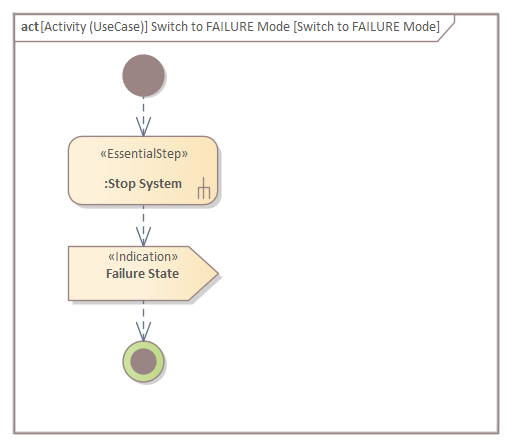 act [Activity (UseCase)] Switch to FAILURE Mode [Switch to FAILURE Mode]
«EssentialStep»
:Stop System
«Indication»
Failure State